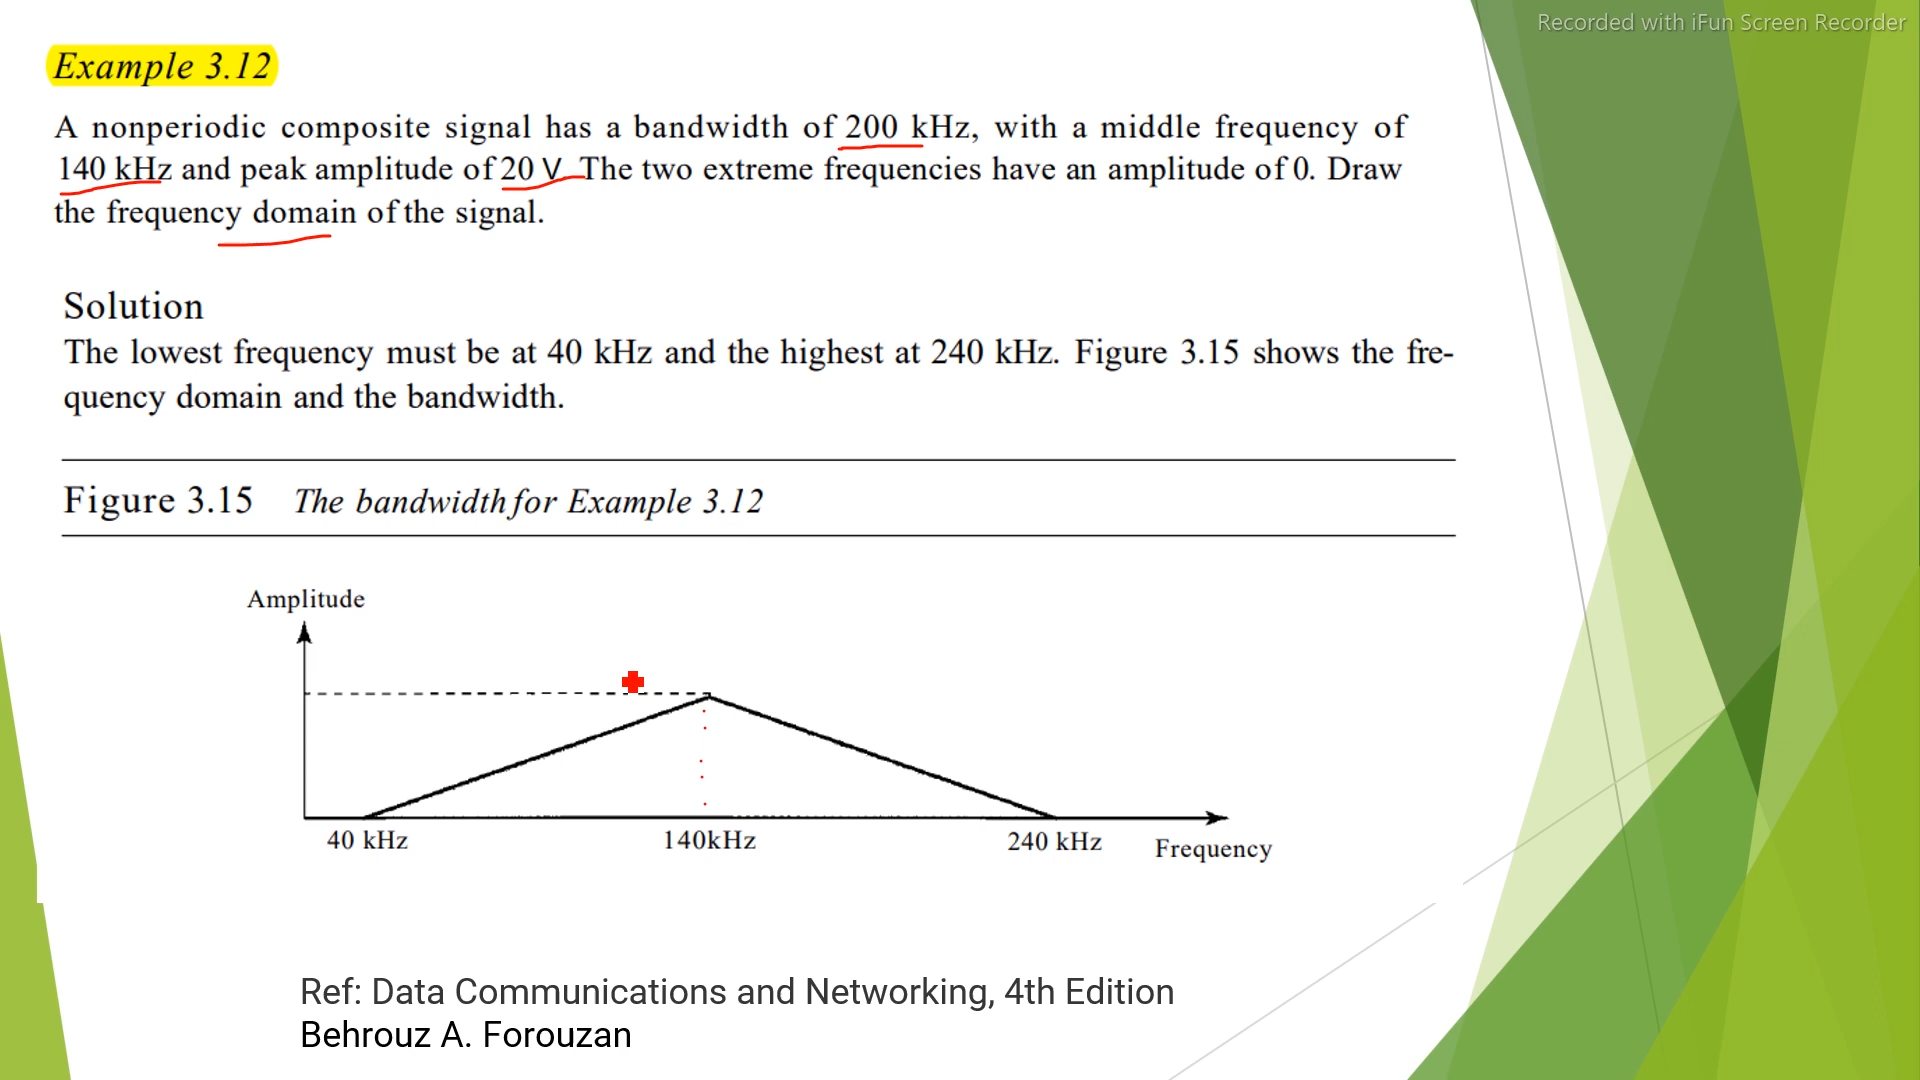 Recorded with iFun Screen Recorder
Example 3.12
A nonperiodic composite signal has a bandwidth of 200 kHz, with a middle frequency of
140 kHz and peak amplitude of 20 V. The two extreme frequencies have an amplitude of 0. Draw
the frequency domain of the signal.
Solution
The lowest frequency must be at 40 kHz and the highest at 240 kHz. Figure 3.15 shows the fre-
quency domain and the bandwidth.
Figure 3.15 The bandwidth for Example 3.12
Amplitude
40 kHz 140kHz 240 kHz Frequency
Ref: Data Communications and Networking, 4th Edition
Behrouz A. Forouzan